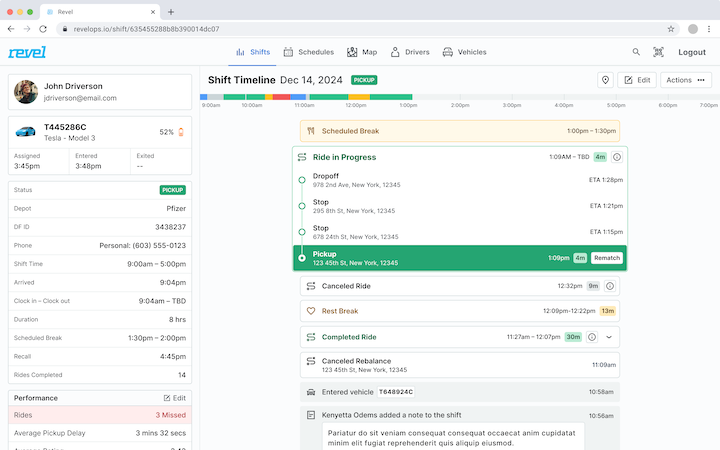 Revel
revelops.io/shift/635455288b8b390014dc07
revel
Shifts
Schedules
Map
Drivers
Vehicles
Logout
John Driverson
jdriverson@email.com
T445286C
Tesla - Model 3
52%
Assigned
3:45pm
Entered
3:48pm
Exited
--
Status
PICKUP
Depot
Pfizer
DF ID
3438237
Phone
Personal: (603) 555-0123
Shift Time
9:00am – 5:00pm
Arrived
9:04pm
Clock in – Clock out
9:04am – TBD
Duration
8 hrs
Scheduled Break
1:30pm – 2:00pm
Recall
4:45pm
Rides Completed
14
Performance
Edit
Rides
3 Missed
Average Pickup Delay
3 mins 32 secs
Shift Timeline Dec 14, 2024 PICKUP
Edit
Actions
9:00am 10:00am 11:00am 12:00pm 1:00pm 2:00pm 3:00pm 4:00pm 5:00pm 6:00pm 7:00pm
Scheduled Break
1:00pm – 1:30pm
Ride in Progress
1:09AM – TBD 4m
Dropoff
978 2nd Ave, New York, 12345
ETA 1:28pm
Stop
295 6th St, New York, 12345
ETA 1:21pm
Stop
678 24th St, New York, 12345
ETA 1:15pm
Pickup
123 45th St, New York, 12345
1:09pm 4m Rematch
Canceled Ride
12:32pm 9m
Rest Break
12:09pm-12:22pm 13m
Completed Ride
11:27am – 12:07pm 30m
Canceled Rebalance
123 45th St, New York, 12345
11:09am
Entered vehicle T648924C
10:58am
Kenyetta Odems added a note to the shift
10:56am
Pariatur do sit veniam consequat consequat occaecat anim cupidatat
minim elit fugiat reprehenderit quis aliquip eiusmod.